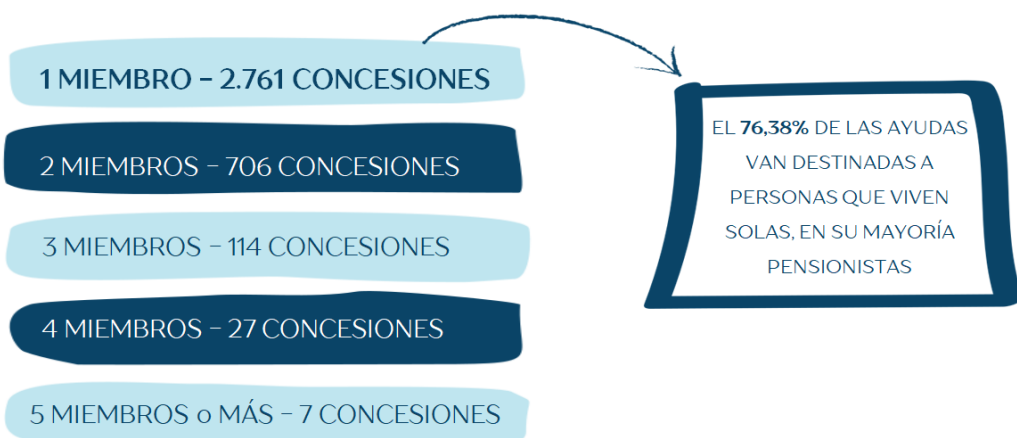 1 MIEMBRO – 2.761 CONCESIONES
2 MIEMBROS – 706 CONCESIONES
3 MIEMBROS – 114 CONCESIONES
4 MIEMBROS – 27 CONCESIONES
5 MIEMBROS o MÁS – 7 CONCESIONES
EL 76,38% DE LAS AYUDAS
VAN DESTINADAS A
PERSONAS QUE VIVEN
SOLAS, EN SU MAYORÍA
PENSIONISTAS